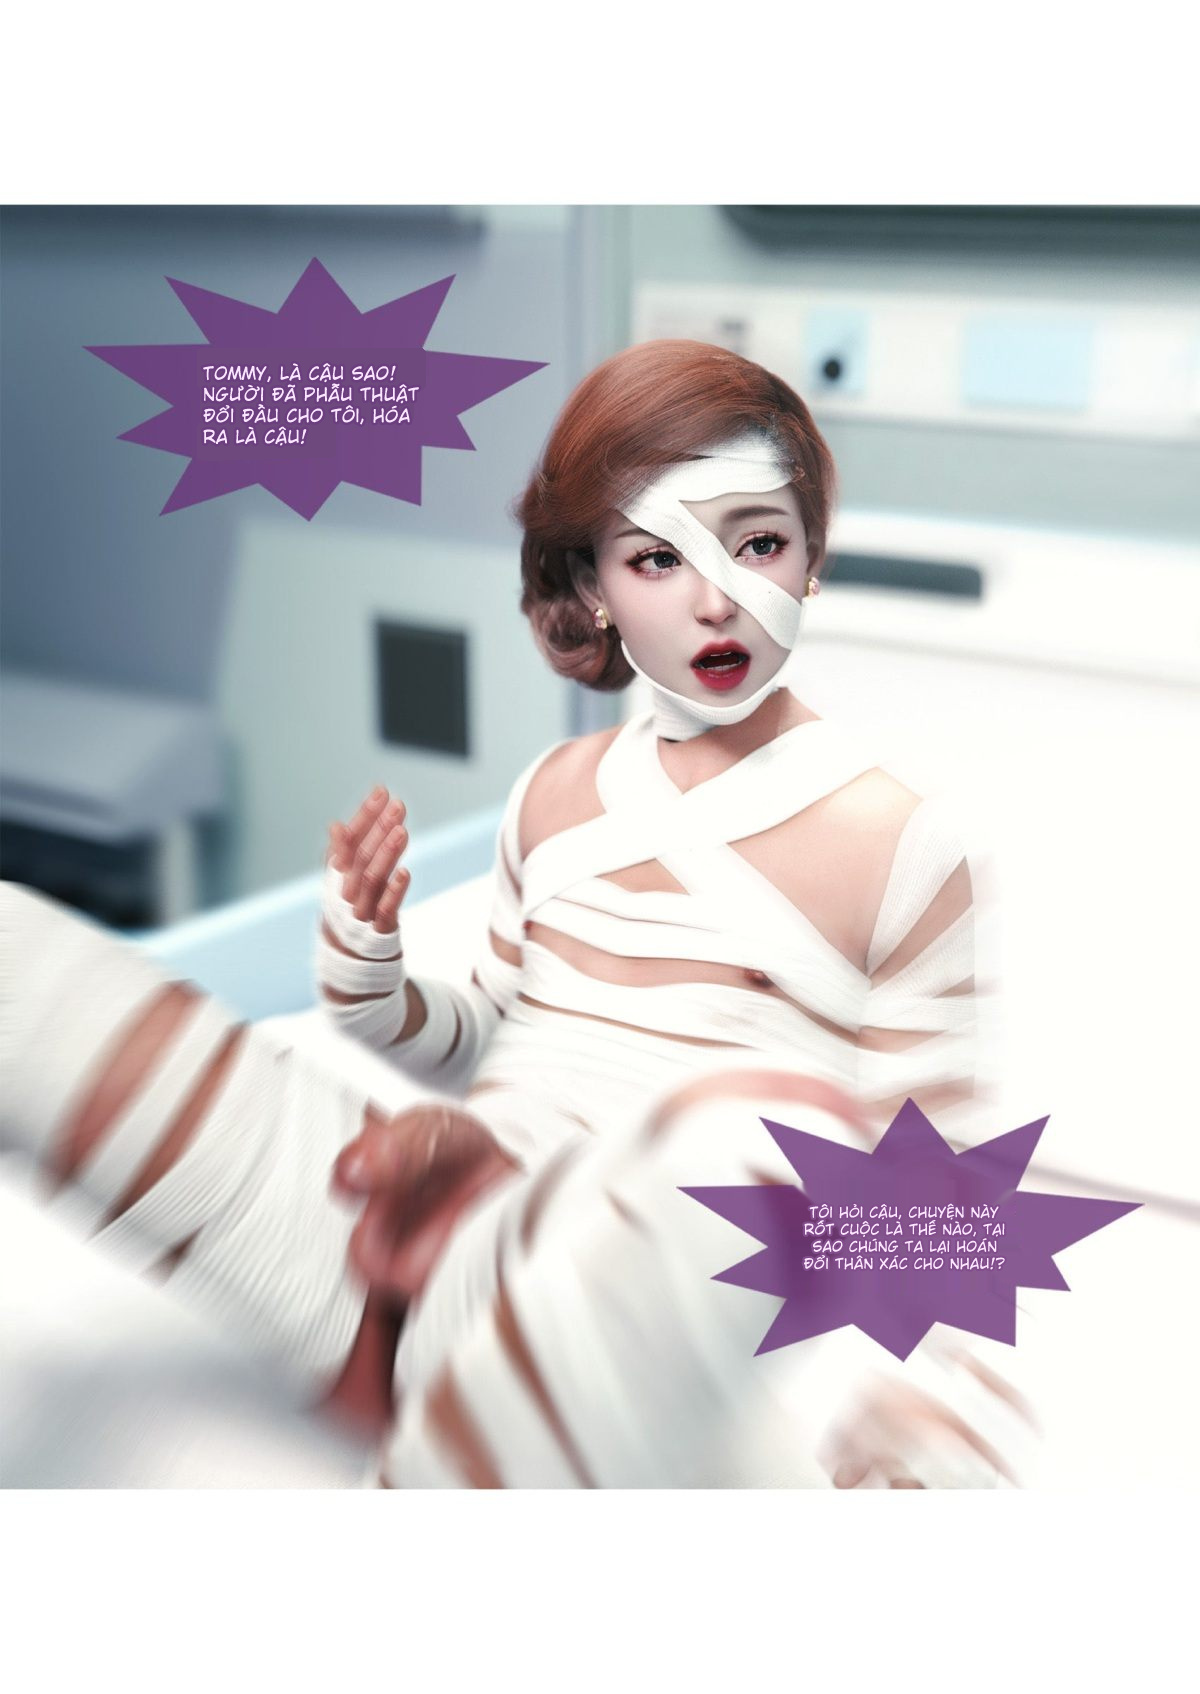 TOMMY, LÀ CẬU SAO!
NGƯỜI ĐÃ PHẪU THUẬT
ĐỔI ĐẦU CHO TÔI, HÓA
RA LÀ CẬU!
TÔI HỎI CẬU, CHUYỆN NÀY
RỐT CUỘC LÀ THẾ NÀO, TẠI
SAO CHÚNG TA LẠI HOÁN
ĐỔI THÂN XÁC CHO NHAU!?